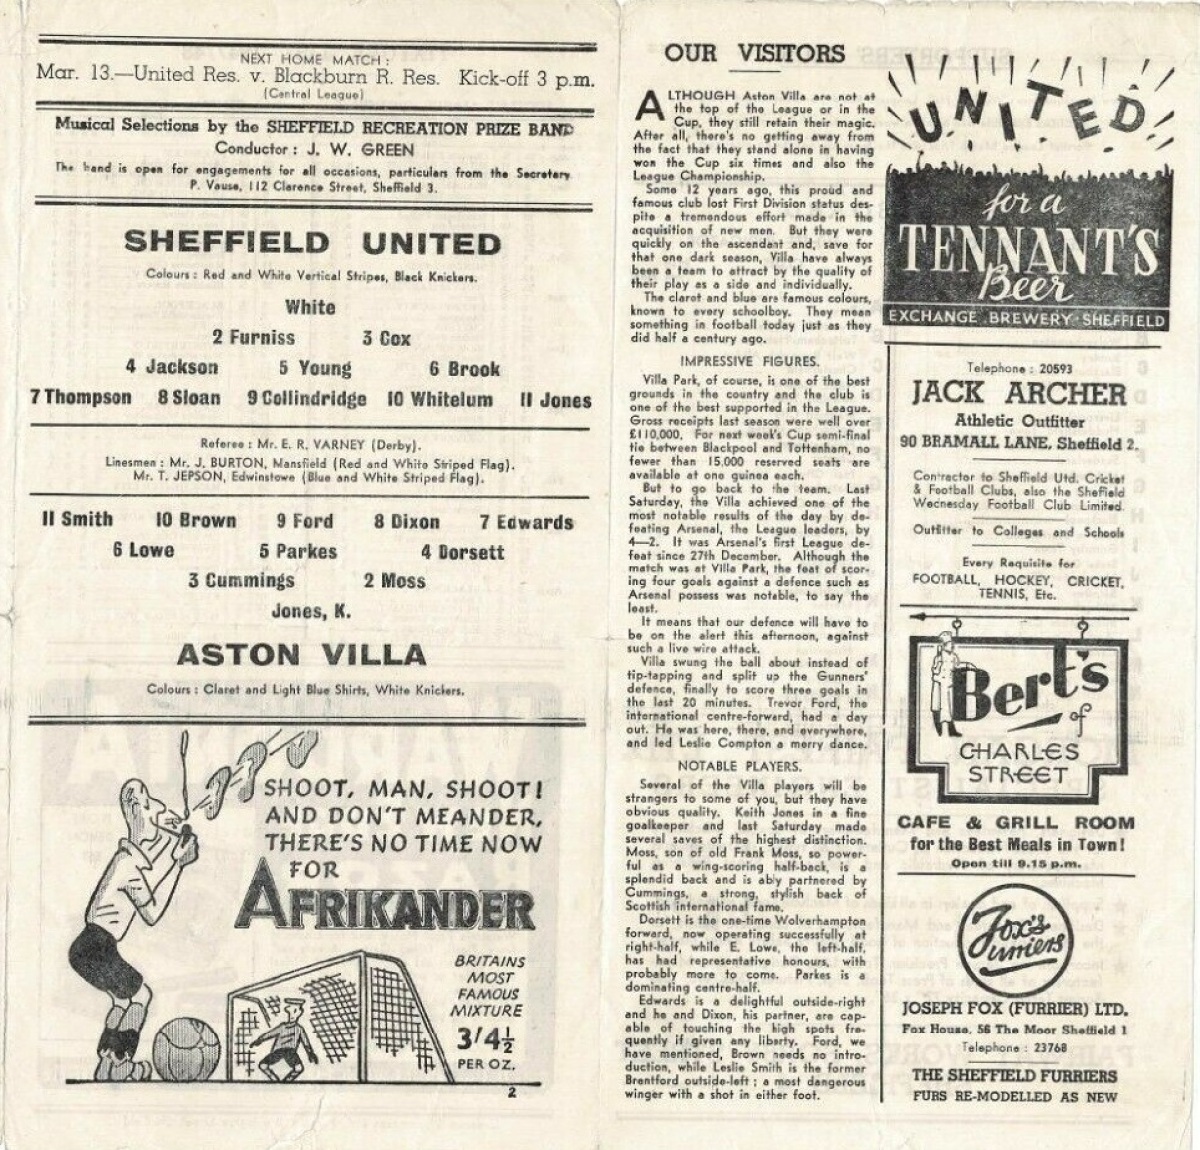 NEXT HOME MATCH :
Mar. 13.—United Res. v. Blackburn R. Res. Kick-off 3 p.m.
(Central League)
Musical Selections by the SHEFFIELD RECREATION PRIZE BAND
Conductor : J. W. GREEN
The band is open for engagements for all occasions, particulars from the Secretary
P. Vause, 112 Clarence Street, Sheffield 3.
SHEFFIELD UNITED
Colours : Red and White Vertical Stripes, Black Knickers.
White
2 Furniss 3 Cox
4 Jackson 5 Young 6 Brook
7 Thompson 8 Sloan 9 Collindridge 10 Whitelum 11 Jones
Referee : Mr. E. R. VARNEY (Derby).
Linesmen : Mr. J. BURTON, Mansfield (Red and White Striped Flag).
Mr. T. JEPSON, Edwinstowe (Blue and White Striped Flag).
11 Smith 10 Brown 9 Ford 8 Dixon 7 Edwards
6 Lowe 5 Parkes 4 Dorsett
3 Cummings 2 Moss
Jones, K.
ASTON VILLA
Colours : Claret and Light Blue Shirts, White Knickers.
SHOOT, MAN, SHOOT!
AND DON'T MEANDER,
THERE'S NO TIME NOW
FOR
AFRIKANDER
BRITAINS
MOST
FAMOUS
MIXTURE
3/4½
PER OZ.
2
OUR VISITORS
ALTHOUGH Aston Villa are not at
the top of the League or in the
Cup, they still retain their magic.
After all, there's no getting away from
the fact that they stand alone in having
won the Cup six times and also the
League Championship.
Some 12 years ago, this proud and
famous club lost First Division status des-
pite a tremendous effort made in the
acquisition of new men. But they were
quickly on the ascendant and, save for
that one dark season, Villa have always
been a team to attract by the quality of
their play as a side and individually.
The claret and blue are famous colours,
known to every schoolboy. They mean
something in football today just as they
did half a century ago.
IMPRESSIVE FIGURES.
Villa Park, of course, is one of the best
grounds in the country and the club is
one of the best supported in the League.
Gross receipts last season were well over
£110,000. For next week's Cup semi-final
tie between Blackpool and Tottenham, no
fewer than 15,000 reserved seats are
available at one guinea each.
But to go back to the team. Last
Saturday, the Villa achieved one of the
most notable results of the day by de-
feating Arsenal, the League leaders, by
4—2. It was Arsenal's first League de-
feat since 27th December. Although the
match was at Villa Park, the feat of scor-
ing four goals against a defence such as
Arsenal possess was notable, to say the
least.
It means that our defence will have to
be on the alert this afternoon, against
such a live wire attack.
Villa swung the ball about instead of
tip-tapping and split up the Gunners'
defence, finally to score three goals in
the last 20 minutes. Trevor Ford, the
international centre-forward, had a day
out. He was here, there, and everywhere,
and led Leslie Compton a merry dance.
NOTABLE PLAYERS.
Several of the Villa players will be
strangers to some of you, but they have
obvious quality. Keith Jones in a fine
goalkeeper and last Saturday made
several saves of the highest distinction.
Moss, son of old Frank Moss, so power-
ful as a wing-scoring half-back, is a
splendid back and is ably partnered by
Cummings, a strong, stylish back of
Scottish international fame.
Dorsett is the one-time Wolverhampton
forward, now operating successfully at
right-half, while E. Lowe, the left-half,
has had representative honours, with
probably more to come. Parkes is a
dominating centre-half.
Edwards is a delightful outside-right
and he and Dixon, his partner, are cap-
able of touching the high spots fre-
quently if given any liberty. Ford, we
have mentioned, Brown needs no intro-
duction, while Leslie Smith is the former
Brentford outside-left ; a most dangerous
winger with a shot in either foot.
UNITED
for a
TENNANT'S
Beer
EXCHANGE BREWERY·SHEFFIELD
Telephone : 20593
JACK ARCHER
Athletic Outfitter
90 BRAMALL LANE, Sheffield 2.
Contractor to Sheffield Utd. Cricket
& Football Clubs, also the Sheffield
Wednesday Football Club Limited
Outfitter to Colleges and Schools
Every Requisite for
FOOTBALL, HOCKEY, CRICKET,
TENNIS, Etc.
Bert's
of
CHARLES
STREET
CAFE & GRILL ROOM
for the Best Meals in Town!
Open till 9.15 p.m.
Fox's
Furriers
JOSEPH FOX (FURRIER) LTD.
Fox House, 56 The Moor Sheffield 1
Telephone : 23768
THE SHEFFIELD FURRIERS
FURS RE-MODELLED AS NEW